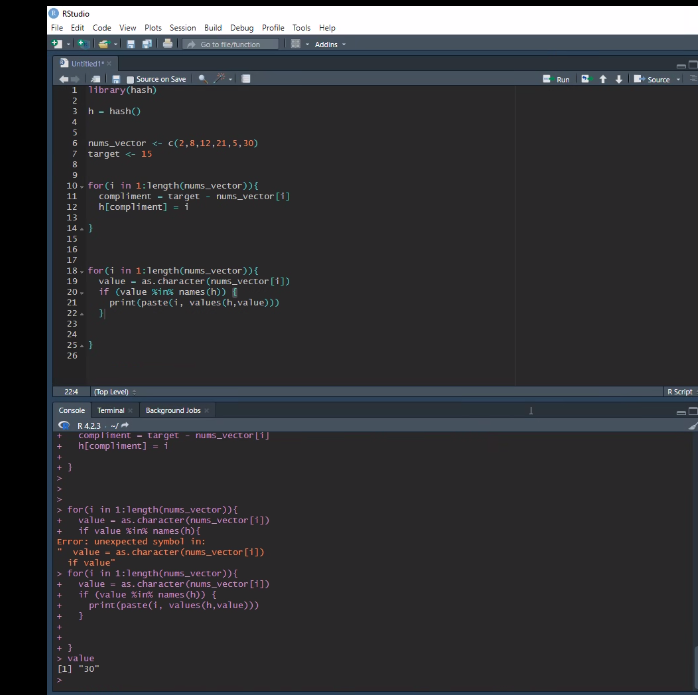 RStudio
File Edit Code View Plots Session Build Debug Profile Tools Help
Go to file/function Addins
Untitled1*
Source on Save Run Source
1 library(hash)
2
3 h = hash()
4
5
6 nums_vector <- c(2,8,12,21,5,30)
7 target <- 15
8
9
10 for(i in 1:length(nums_vector)){
11 compliment = target - nums_vector[i]
12 h[compliment] = i
13
14 }
15
16
17
18 for(i in 1:length(nums_vector)){
19 value = as.character(nums_vector[i])
20 if (value %in% names(h)) {
21 print(paste(i, values(h,value)))
22 }
23
24
25 }
26
22:4 (Top Level) R Script
Console Terminal Background Jobs
R 4.2.3 · ~/
+ compliment = target - nums_vector[i]
+ h[compliment] = i
+
+ }
>
>
>
> for(i in 1:length(nums_vector)){
+ value = as.character(nums_vector[i])
+ if value %in% names(h){
Error: unexpected symbol in:
" value = as.character(nums_vector[i])
if value"
> for(i in 1:length(nums_vector)){
+ value = as.character(nums_vector[i])
+ if (value %in% names(h)) {
+ print(paste(i, values(h,value)))
+ }
+
+
+ }
> value
[1] "30"
>